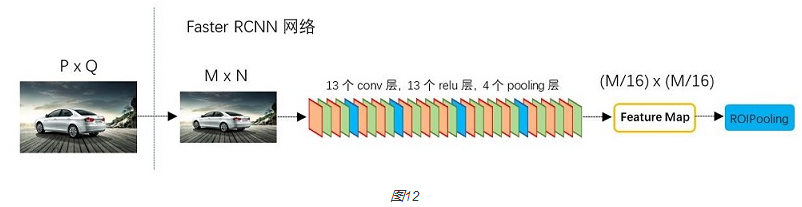 Faster RCNN 网络
P x Q
M x N
13 个 conv 层, 13 个 relu 层, 4 个 pooling 层
(M/16) x (M/16)
Feature Map
ROIPooling
图12